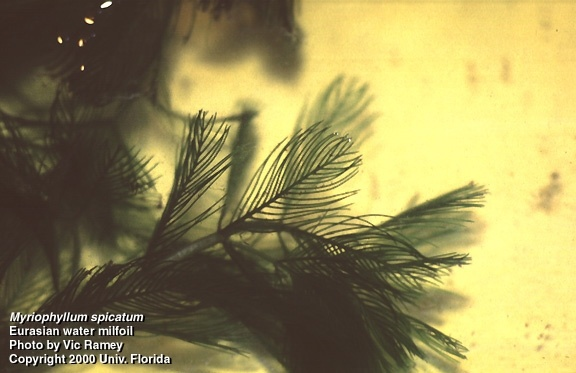 Myriophyllum spicatum
Eurasian water milfoil
Photo by Vic Ramey
Copyright 2000 Univ. Florida